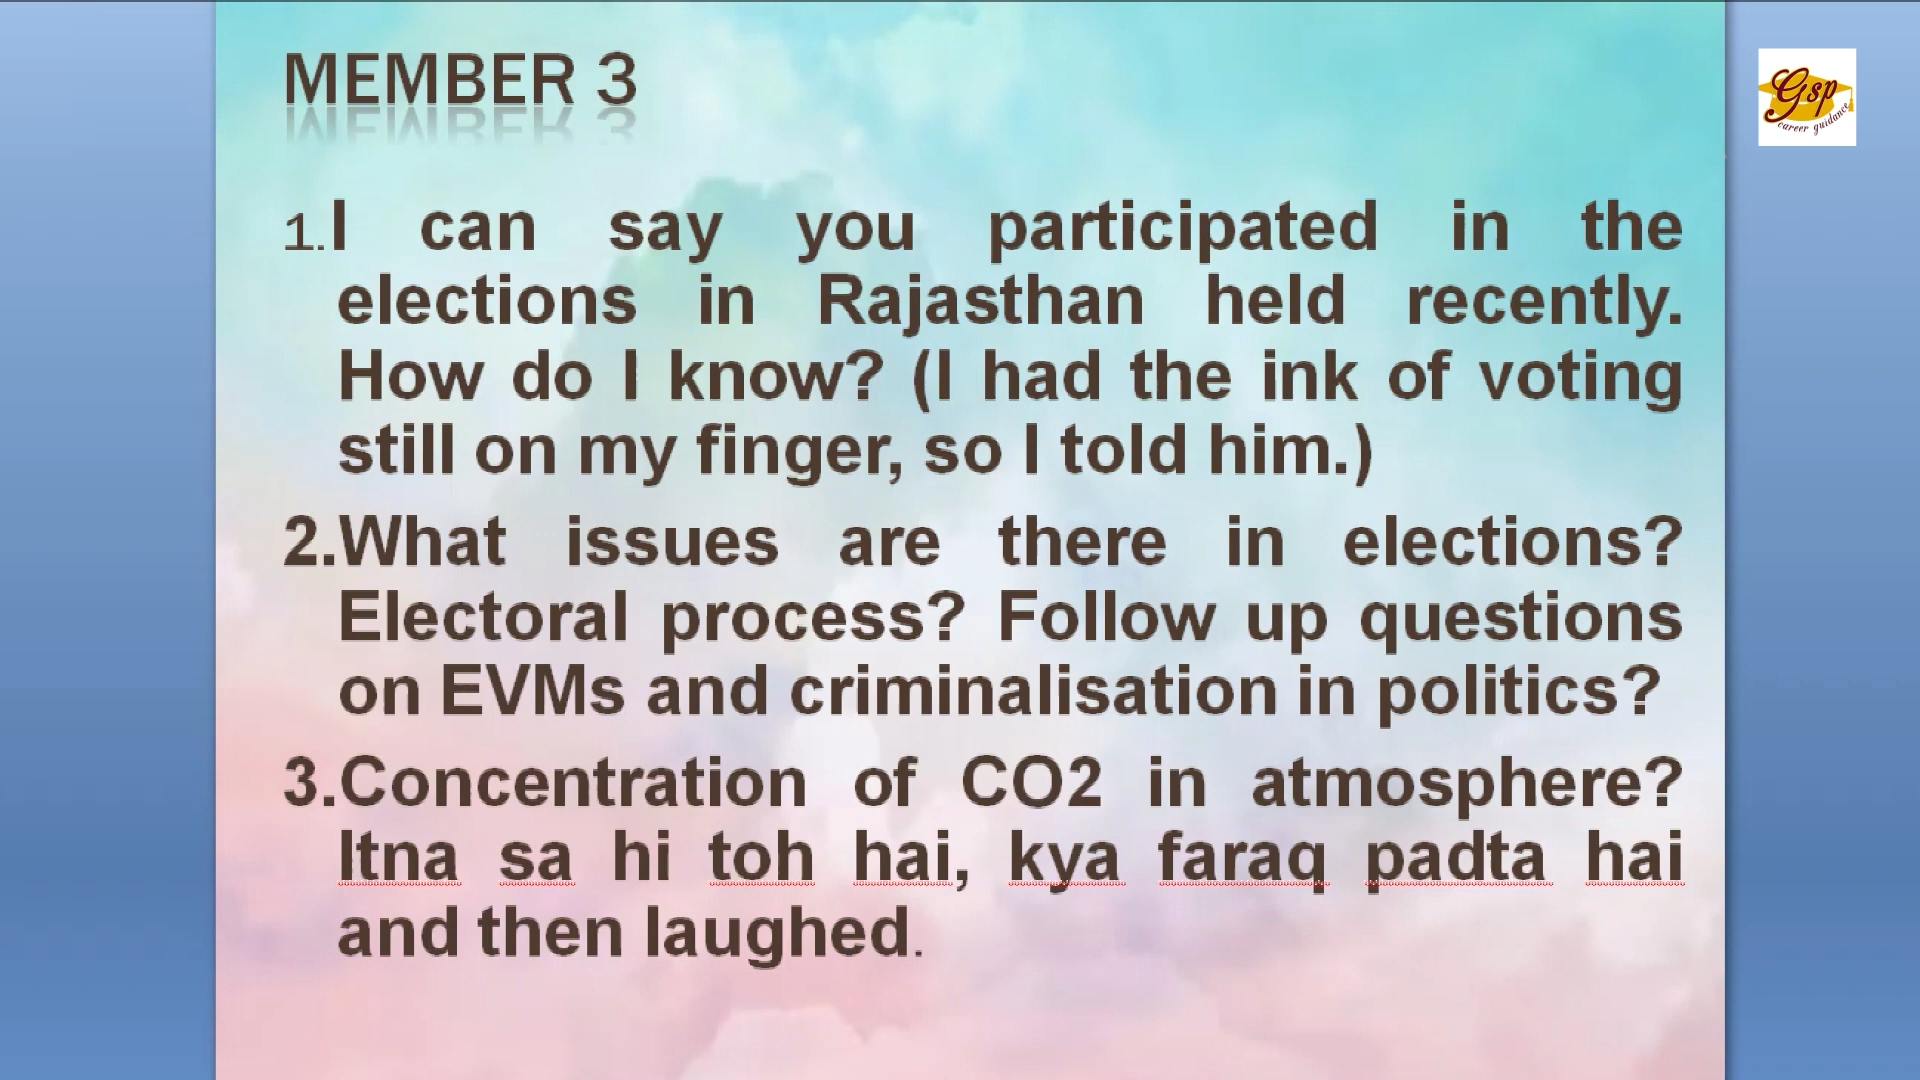 MEMBER 3
Gsp
career guidance
1.I can say you participated in the
elections in Rajasthan held recently.
How do I know? (I had the ink of voting
still on my finger, so I told him.)
2.What issues are there in elections?
Electoral process? Follow up questions
on EVMs and criminalisation in politics?
3.Concentration of CO2 in atmosphere?
Itna sa hi toh hai, kya faraq padta hai
and then laughed.